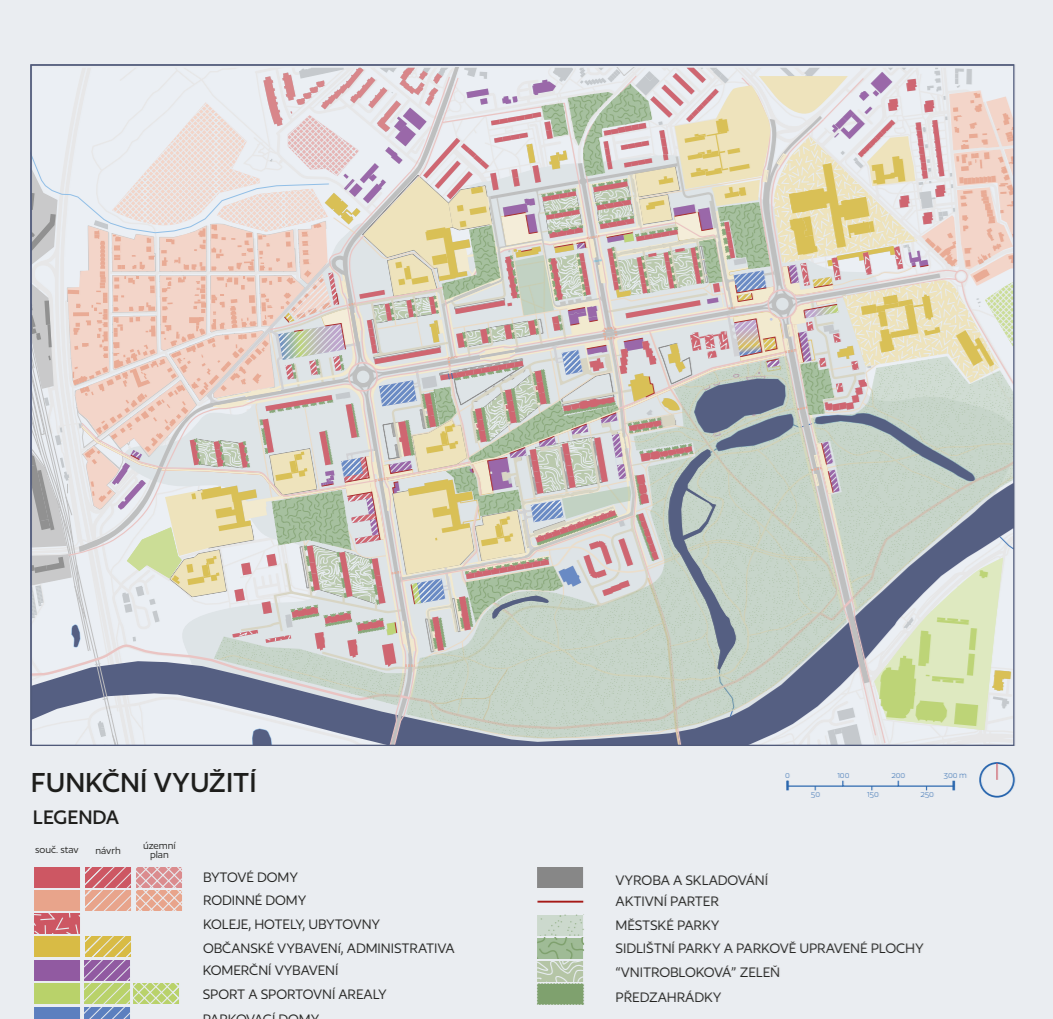 FUNKČNÍ VYUŽITÍ
0 100 200 300 m
50 150 250
LEGENDA
souč. stav návrh územní plan
BYTOVÉ DOMY
RODINNÉ DOMY
KOLEJE, HOTELY, UBYTOVNY
OBČANSKÉ VYBAVENí, ADMINISTRATIVA
KOMERČNÍ VYBAVENÍ
SPORT A SPORTOVNÍ AREALY
PARKOVACÍ DOMY
VYROBA A SKLADOVÁNÍ
AKTIVNÍ PARTER
MĚSTSKÉ PARKY
SIDLIŠTNÍ PARKY A PARKOVĚ UPRAVENÉ PLOCHY
“VNITROBLOKOVÁ” ZELEŇ
PŘEDZAHRÁDKY